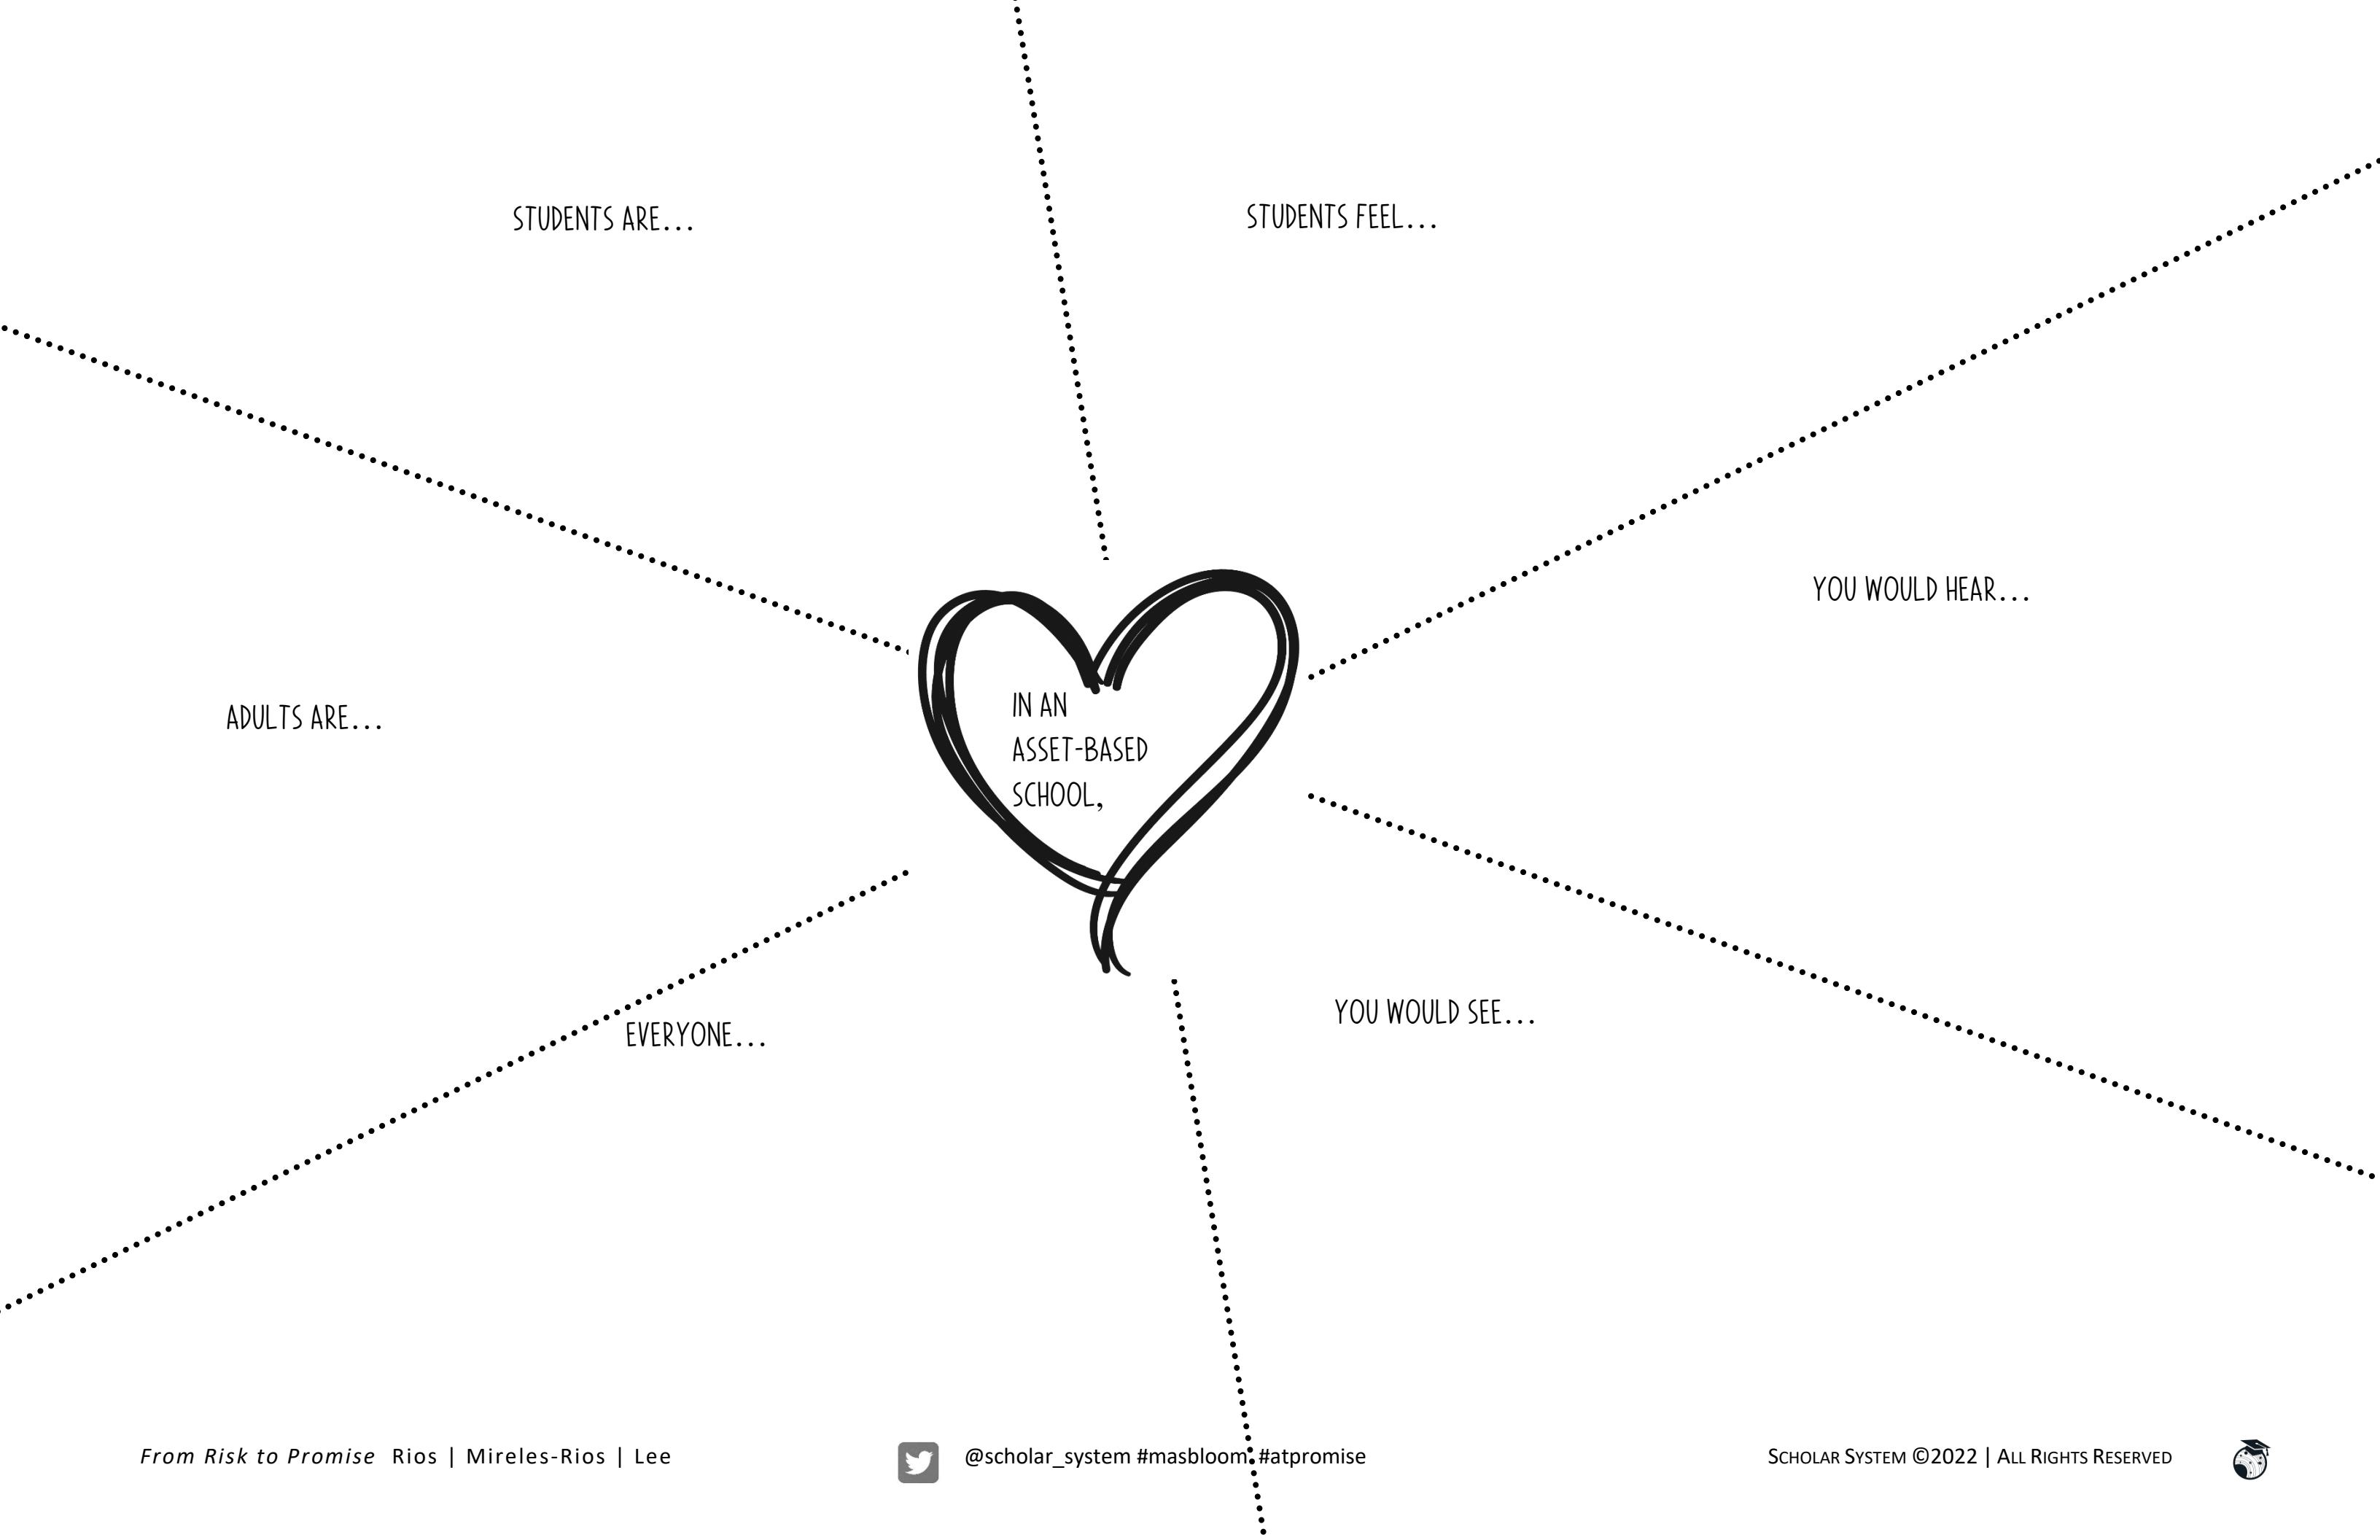 STUDENTS ARE...
STUDENTS FEEL...
YOU WOULD HEAR...
ADULTS ARE...
IN AN
ASSET-BASED
SCHOOL,
YOU WOULD SEE...
EVERYONE...
From Risk to Promise Rios | Mireles-Rios | Lee
@scholar_system #masbloom #atpromise
SCHOLAR SYSTEM ©2022 | ALL RIGHTS RESERVED